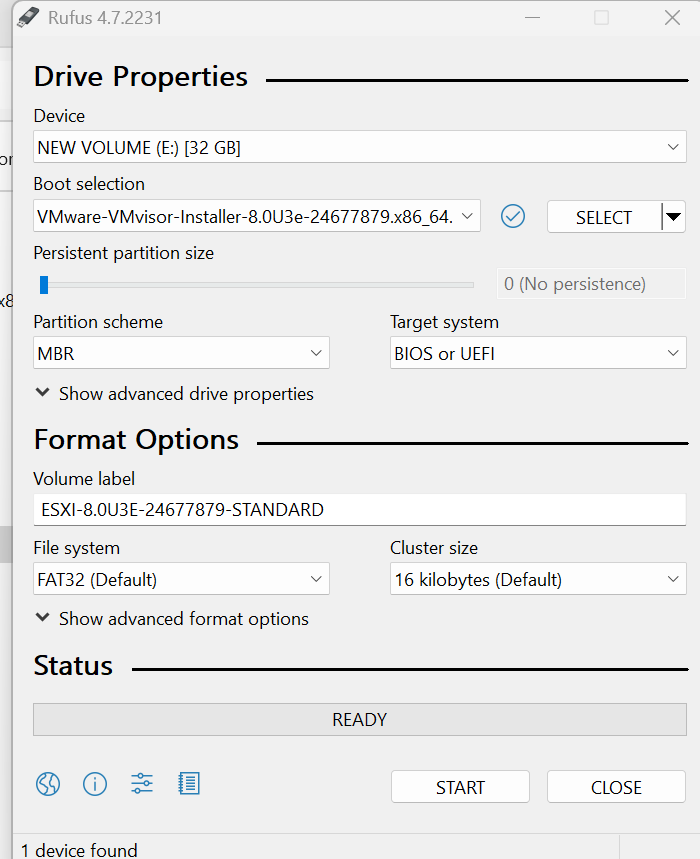 Rufus 4.7.2231
Drive Properties
Device
NEW VOLUME (E:) [32 GB]
Boot selection
VMware-VMvisor-Installer-8.0U3e-24677879.x86_64.
SELECT
Persistent partition size
0 (No persistence)
Partition scheme
Target system
MBR
BIOS or UEFI
Show advanced drive properties
Format Options
Volume label
ESXI-8.0U3E-24677879-STANDARD
File system
Cluster size
FAT32 (Default)
16 kilobytes (Default)
Show advanced format options
Status
READY
START
CLOSE
1 device found